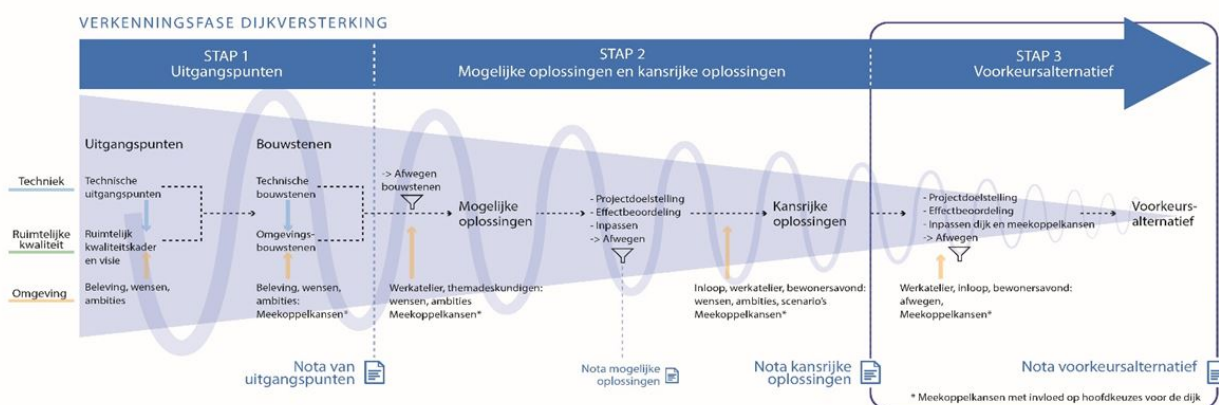 VERKENNINGSFASE DIJKVERSTERKING
STAP 1
Uitgangspunten
STAP 2
Mogelijke oplossingen en kansrijke oplossingen
STAP 3
Voorkeursalternatief
Techniek
Ruimtelijke
kwaliteit
Omgeving
Uitgangspunten
Technische
uitgangspunten
Ruimtelijk
kwaliteitskader
en visie
Beleving, wensen,
ambities
Bouwstenen
Technische
bouwstenen
Omgevings-
bouwstenen
Beleving, wensen,
ambities:
Meekoppelkansen*
-> Afwegen
bouwstenen
Mogelijke
oplossingen
Werkatelier, themadeskundigen:
wensen, ambities
Meekoppelkansen*
- Projectdoelstelling
- Effectbeoordeling
- Inpassen
-> Afwegen
Kansrijke
oplossingen
Inloop, werkatelier, bewonersavond:
wensen, ambities, scenario's
Meekoppelkansen*
- Projectdoelstelling
- Effectbeoordeling
- Inpassen dijk en meekoppelkansen
-> Afwegen
Werkatelier, inloop, bewonersavond:
afwegen,
Meekoppelkansen*
Voorkeurs-
alternatief
Nota van
uitgangspunten
Nota mogelijke
oplossingen
Nota kansrijke
oplossingen
Nota voorkeursalternatief
* Meekoppelkansen met invloed op hoofdkeuzes voor de dijk